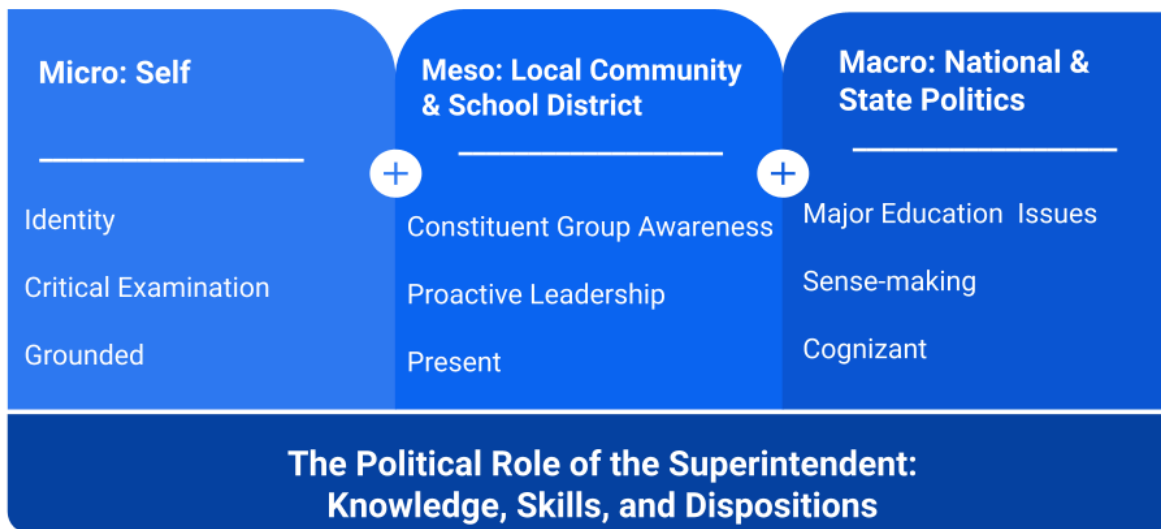 Micro: Self
Identity
Critical Examination
Grounded
Meso: Local Community
& School District
Constituent Group Awareness
Proactive Leadership
Present
Macro: National &
State Politics
Major Education Issues
Sense-making
Cognizant
+
+
The Political Role of the Superintendent:
Knowledge, Skills, and Dispositions